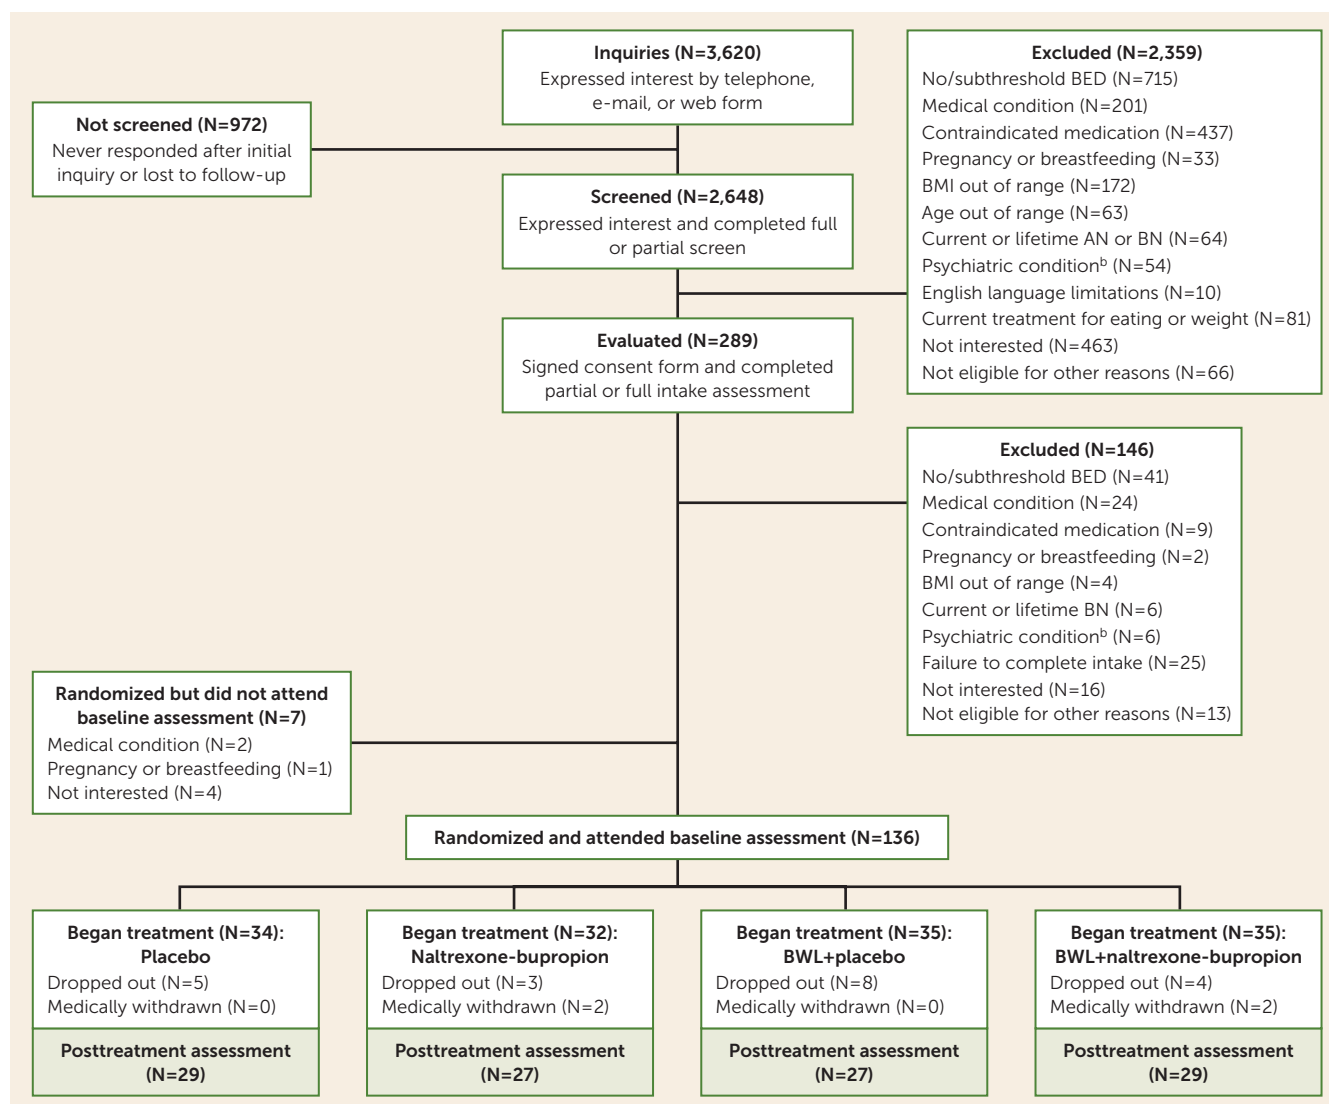 Inquiries (N=3,620)
Expressed interest by telephone,
e-mail, or web form
Not screened (N=972)
Never responded after initial
inquiry or lost to follow-up
Screened (N=2,648)
Expressed interest and completed full
or partial screen
Excluded (N=2,359)
No/subthreshold BED (N=715)
Medical condition (N=201)
Contraindicated medication (N=437)
Pregnancy or breastfeeding (N=33)
BMI out of range (N=172)
Age out of range (N=63)
Current or lifetime AN or BN (N=64)
Psychiatric conditionᵇ (N=54)
English language limitations (N=10)
Current treatment for eating or weight (N=81)
Not interested (N=463)
Not eligible for other reasons (N=66)
Evaluated (N=289)
Signed consent form and completed
partial or full intake assessment
Excluded (N=146)
No/subthreshold BED (N=41)
Medical condition (N=24)
Contraindicated medication (N=9)
Pregnancy or breastfeeding (N=2)
BMI out of range (N=4)
Current or lifetime BN (N=6)
Psychiatric conditionᵇ (N=6)
Failure to complete intake (N=25)
Not interested (N=16)
Not eligible for other reasons (N=13)
Randomized but did not attend
baseline assessment (N=7)
Medical condition (N=2)
Pregnancy or breastfeeding (N=1)
Not interested (N=4)
Randomized and attended baseline assessment (N=136)
Began treatment (N=34):
Placebo
Dropped out (N=5)
Medically withdrawn (N=0)
Posttreatment assessment
(N=29)
Began treatment (N=32):
Naltrexone-bupropion
Dropped out (N=3)
Medically withdrawn (N=2)
Posttreatment assessment
(N=27)
Began treatment (N=35):
BWL+placebo
Dropped out (N=8)
Medically withdrawn (N=0)
Posttreatment assessment
(N=27)
Began treatment (N=35):
BWL+naltrexone-bupropion
Dropped out (N=4)
Medically withdrawn (N=2)
Posttreatment assessment
(N=29)